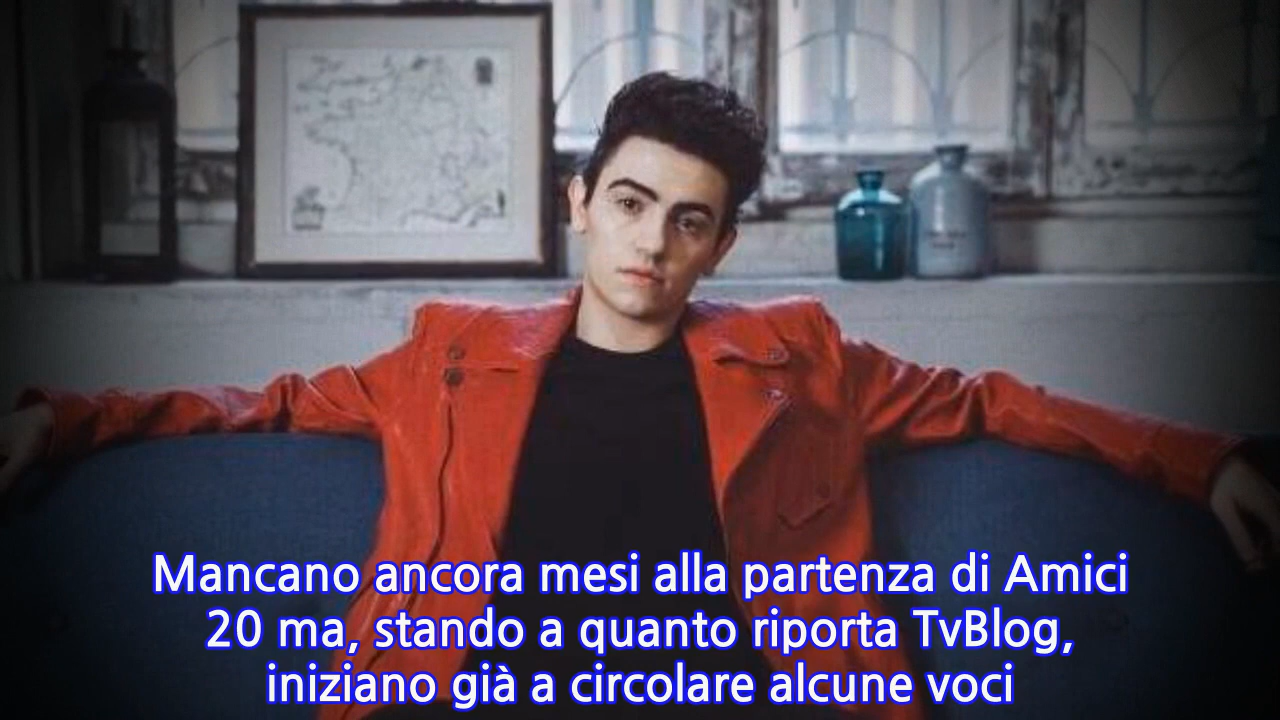 Mancano ancora mesi alla partenza di Amici
20 ma, stando a quanto riporta TvBlog,
iniziano già a circolare alcune voci